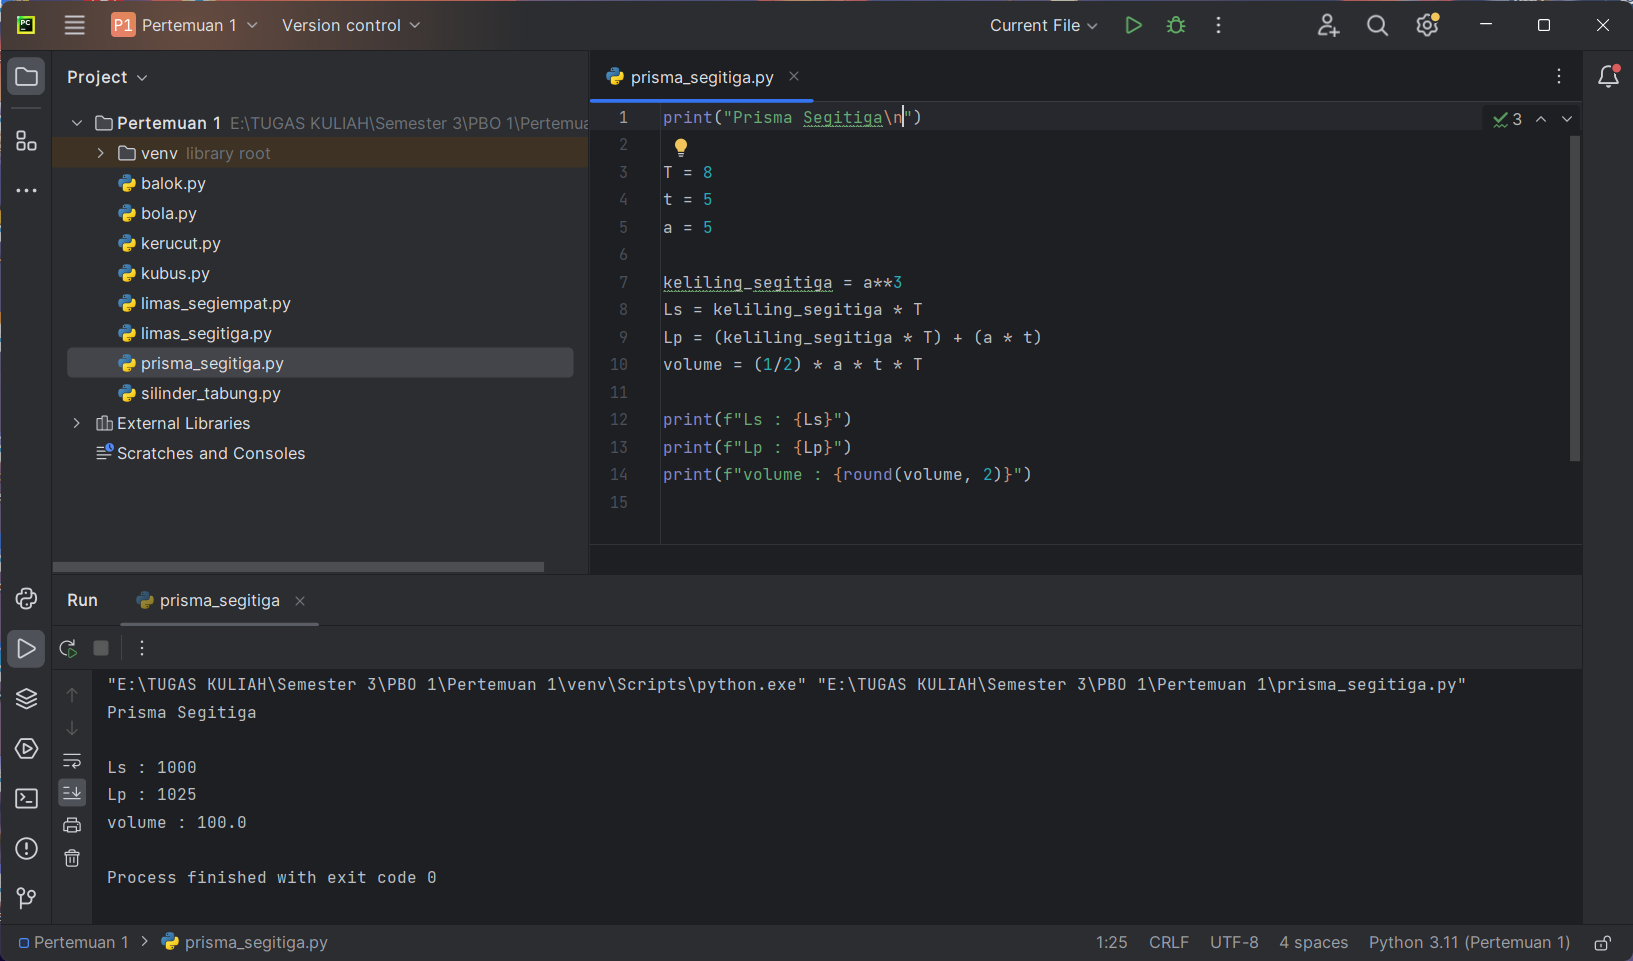 PC P1 Pertemuan 1 Version control Current File
Project
prisma_segitiga.py
Pertemuan 1 E:\TUGAS KULIAH\Semester 3\PBO 1\Pertemua
venv library root
balok.py
bola.py
kerucut.py
kubus.py
limas_segiempat.py
limas_segitiga.py
prisma_segitiga.py
silinder_tabung.py
External Libraries
Scratches and Consoles
1 print("Prisma Segitiga\n")
3
2
3 T = 8
4 t = 5
5 a = 5
6
7 keliling_segitiga = a**3
8 Ls = keliling_segitiga * T
9 Lp = (keliling_segitiga * T) + (a * t)
10 volume = (1/2) * a * t * T
11
12 print(f"Ls : {Ls}")
13 print(f"Lp : {Lp}")
14 print(f"volume : {round(volume, 2)}")
15
Run prisma_segitiga
"E:\TUGAS KULIAH\Semester 3\PBO 1\Pertemuan 1\venv\Scripts\python.exe" "E:\TUGAS KULIAH\Semester 3\PBO 1\Pertemuan 1\prisma_segitiga.py"
Prisma Segitiga
Ls : 1000
Lp : 1025
volume : 100.0
Process finished with exit code 0
Pertemuan 1 > prisma_segitiga.py 1:25 CRLF UTF-8 4 spaces Python 3.11 (Pertemuan 1)